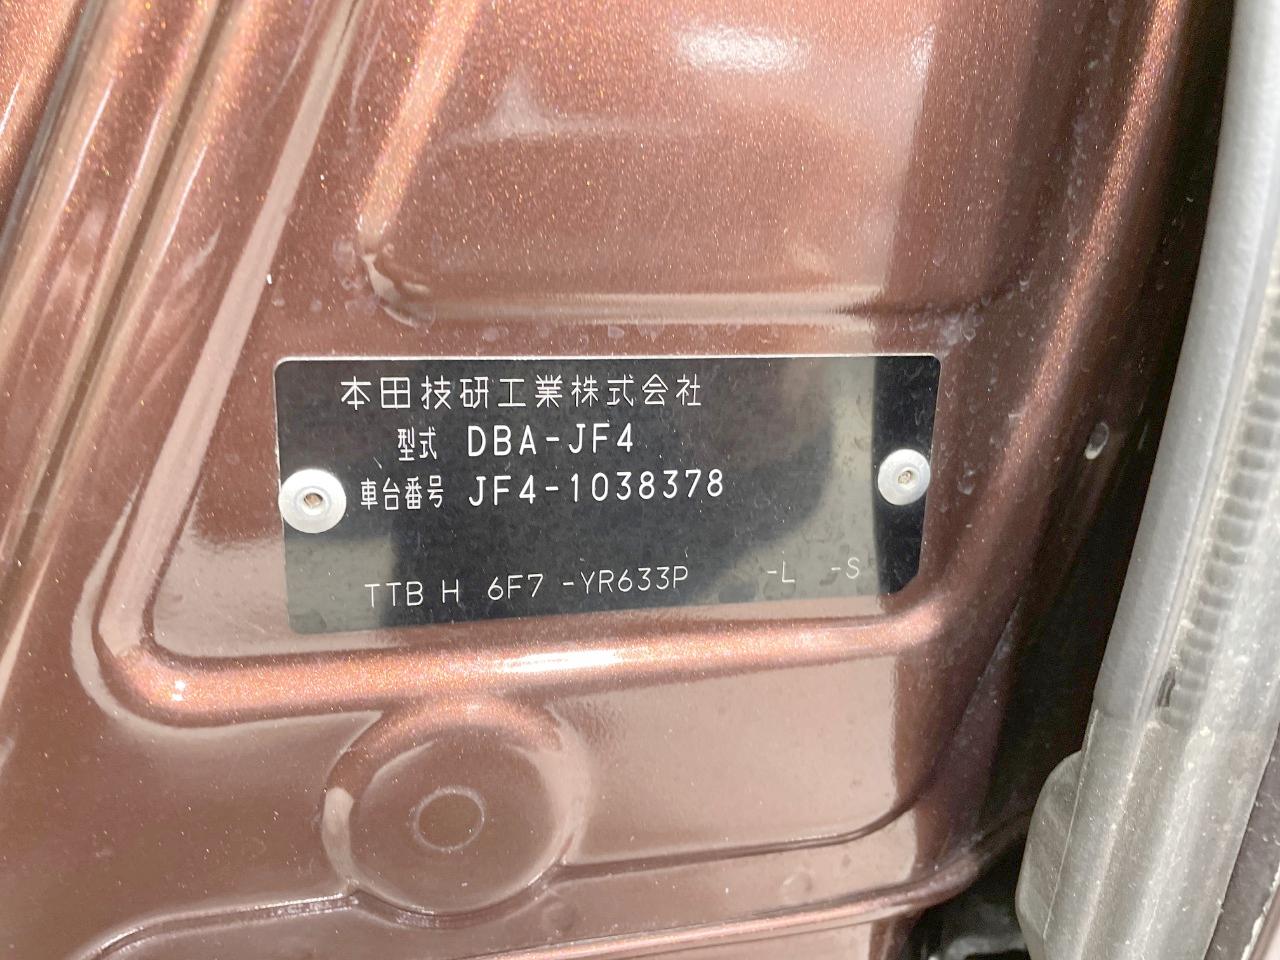 本田技研工業株式会社
型式 DBA-JF4
車台番号 JF4-1038378
TTB H 6F7 -YR633P -L -S